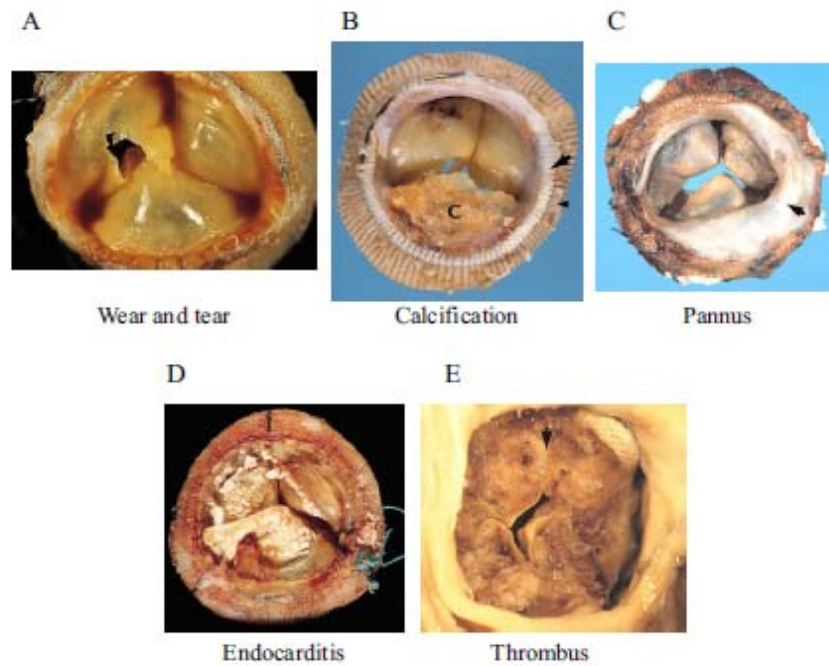 A
B
C
C
Wear and tear
Calcification
Pannus
D
E
Endocarditis
Thrombus